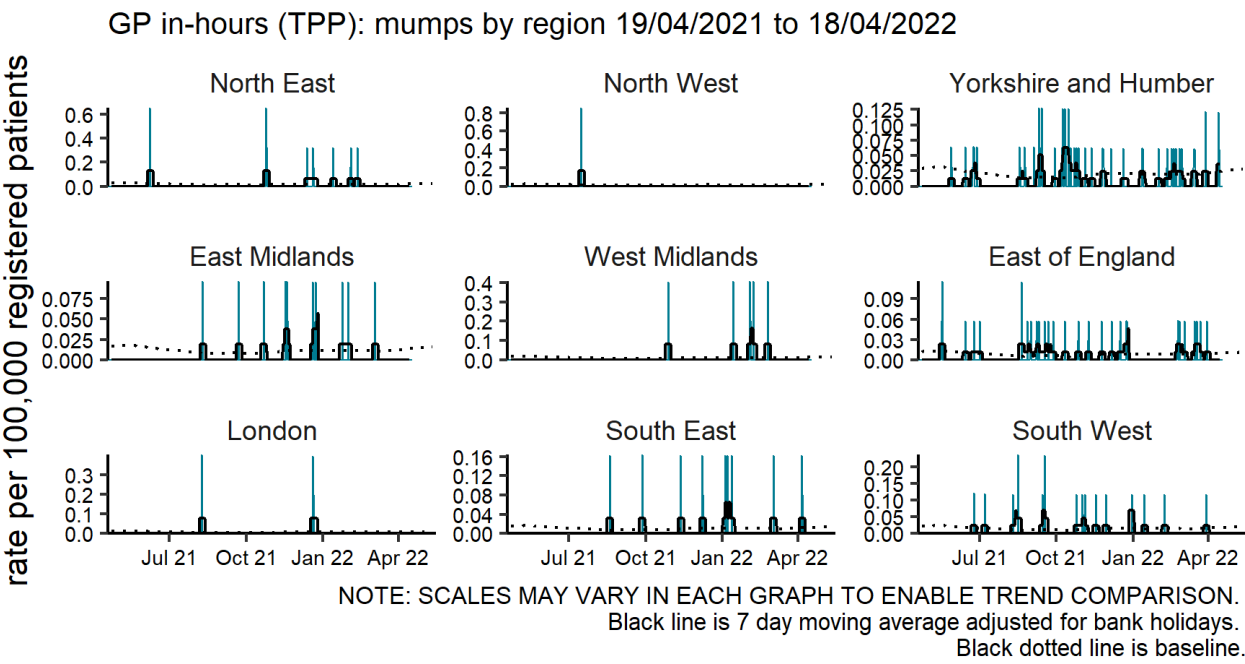 GP in-hours (TPP): mumps by region 19/04/2021 to 18/04/2022
rate per 100,000 registered patients
North East
0.6
0.4
0.2
0.0
North West
0.8
0.6
0.4
0.2
0.0
Yorkshire and Humber
0.125
0.100
0.075
0.050
0.025
0.000
East Midlands
0.075
0.050
0.025
0.000
West Midlands
0.4
0.3
0.2
0.1
0.0
East of England
0.09
0.06
0.03
0.00
London
0.3
0.2
0.1
0.0
Jul 21 Oct 21 Jan 22 Apr 22
South East
0.16
0.12
0.08
0.04
0.00
Jul 21 Oct 21 Jan 22 Apr 22
South West
0.20
0.15
0.10
0.05
0.00
Jul 21 Oct 21 Jan 22 Apr 22
NOTE: SCALES MAY VARY IN EACH GRAPH TO ENABLE TREND COMPARISON.
Black line is 7 day moving average adjusted for bank holidays.
Black dotted line is baseline.